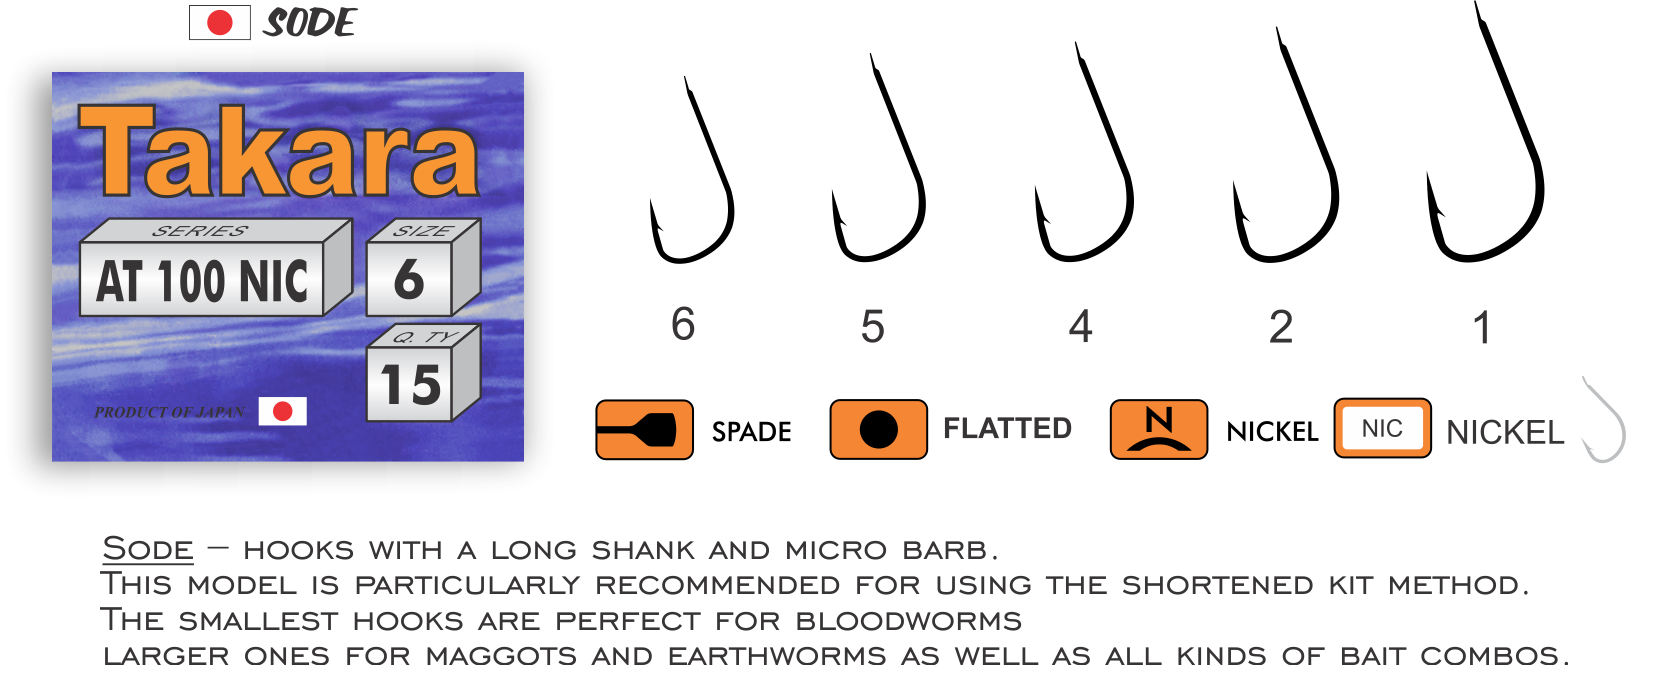 SODE
Takara
SERIES
AT 100 NIC
SIZE
6
Q. TY
15
PRODUCT OF JAPAN
6 5 4 2 1
SPADE FLATTED N NICKEL NIC NICKEL
SODE – HOOKS WITH A LONG SHANK AND MICRO BARB.
THIS MODEL IS PARTICULARLY RECOMMENDED FOR USING THE SHORTENED KIT METHOD.
THE SMALLEST HOOKS ARE PERFECT FOR BLOODWORMS
LARGER ONES FOR MAGGOTS AND EARTHWORMS AS WELL AS ALL KINDS OF BAIT COMBOS.